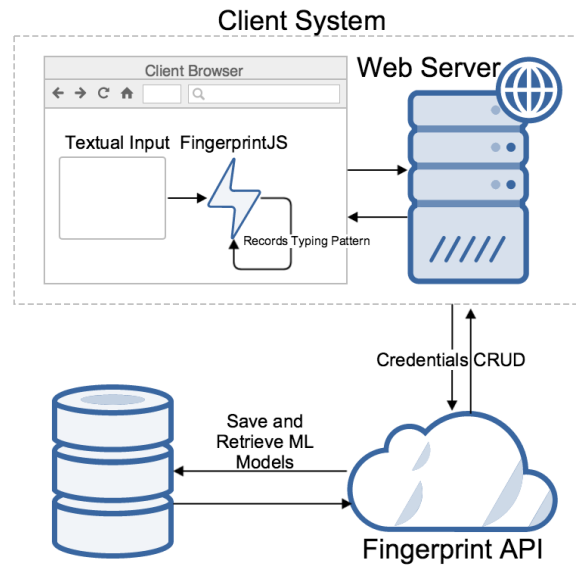 Client System
Client Browser
Web Server
Textual Input
FingerprintJS
Records Typing Pattern
Credentials CRUD
Save and
Retrieve ML
Models
Fingerprint API